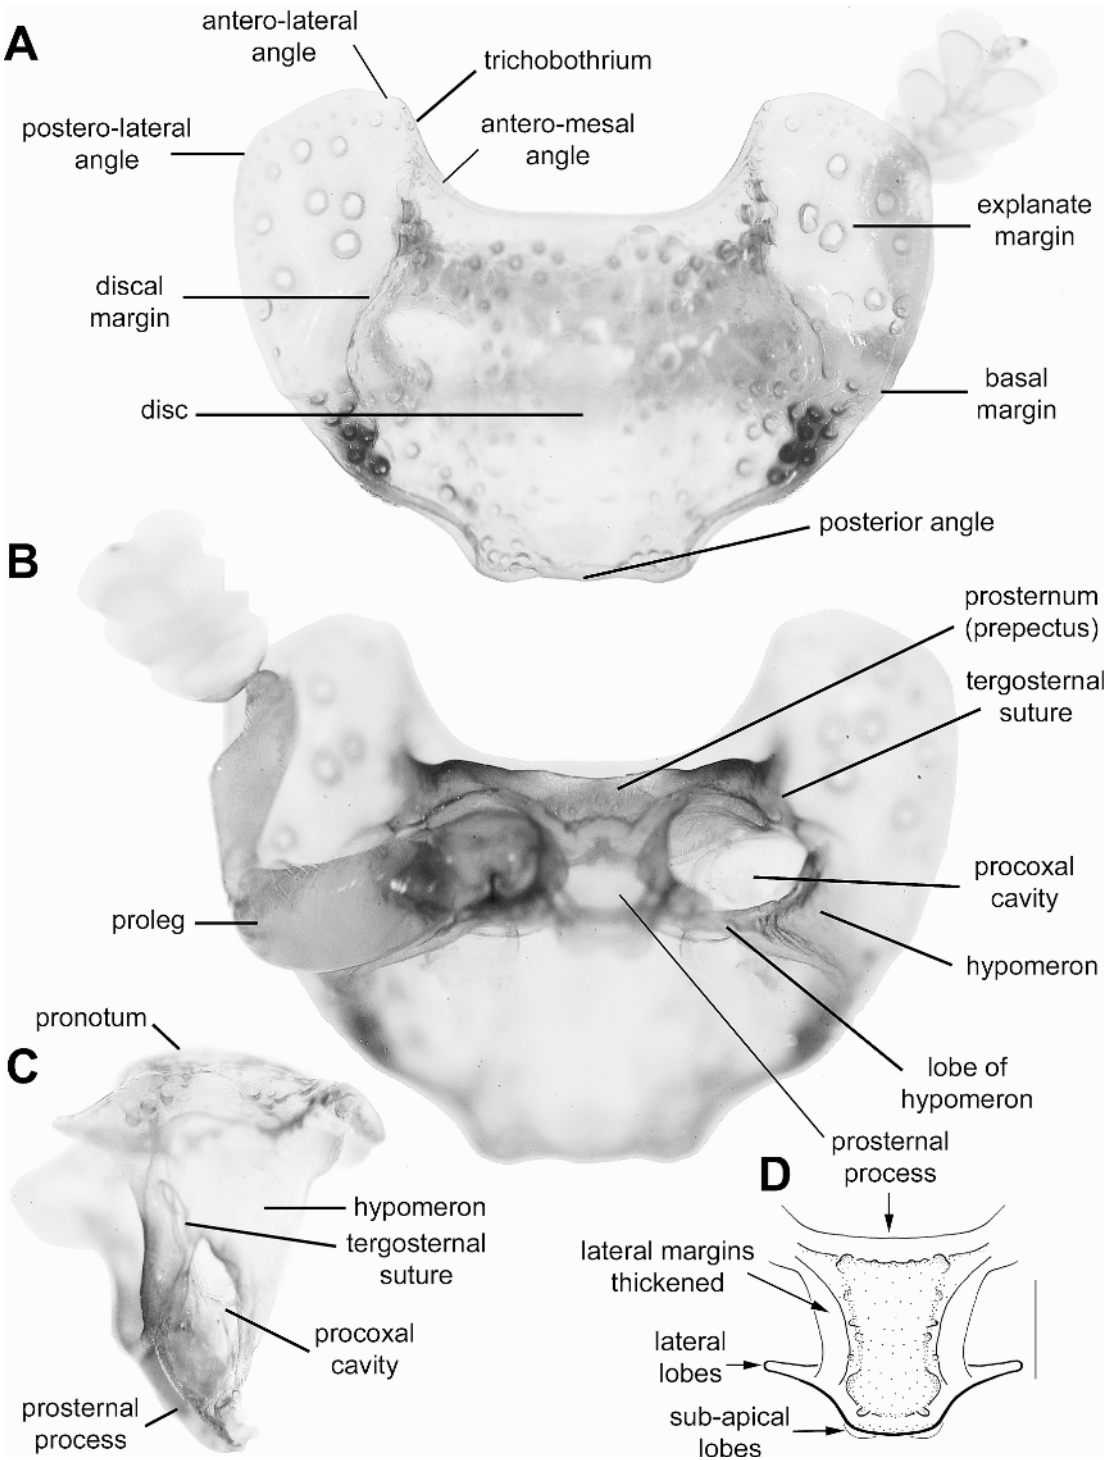 A
antero-lateral
angle
trichobothrium
postero-lateral
angle
antero-mesal
angle
explanate
margin
discal
margin
basal
margin
disc
posterior angle
B
prosternum
(prepectus)
tergosternal
suture
procoxal
cavity
proleg
hypomeron
pronotum
C
lobe of
hypomeron
prosternal
process
D
hypomeron
tergosternal
suture
lateral margins
thickened
procoxal
cavity
lateral
lobes
prosternal
process
sub-apical
lobes